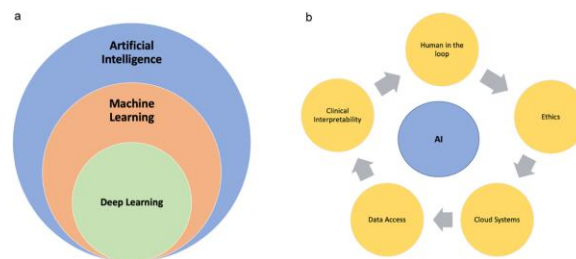 a
Artificial
Intelligence
Machine
Learning
Deep Learning
b
Human in the
loop
Ethics
Cloud Systems
Data Access
Clinical
Interpretability
AI